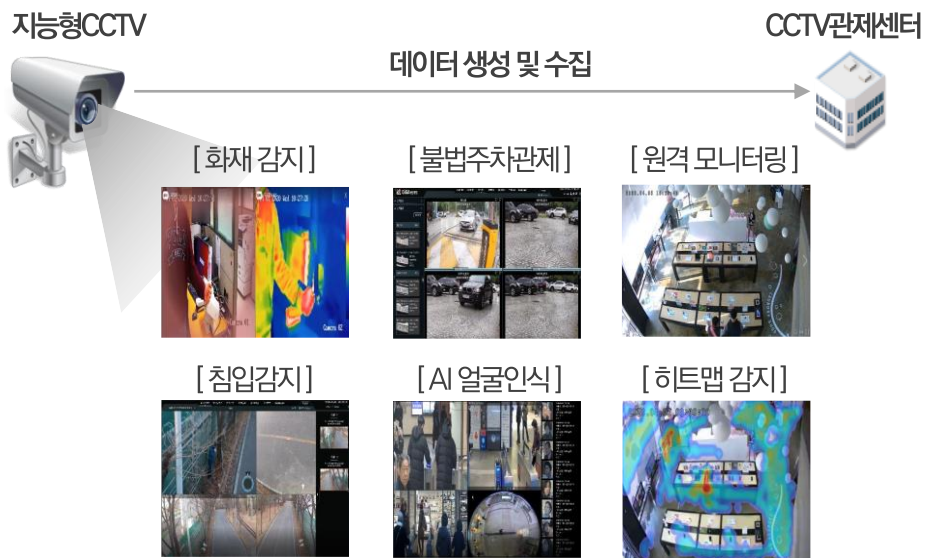 지능형CCTV
CCTV관제센터
데이터 생성 및 수집
[ 화재 감지 ]
[ 불법주차관제 ]
[ 원격 모니터링 ]
[ 침입감지 ]
[ AI 얼굴인식 ]
[ 히트맵 감지 ]